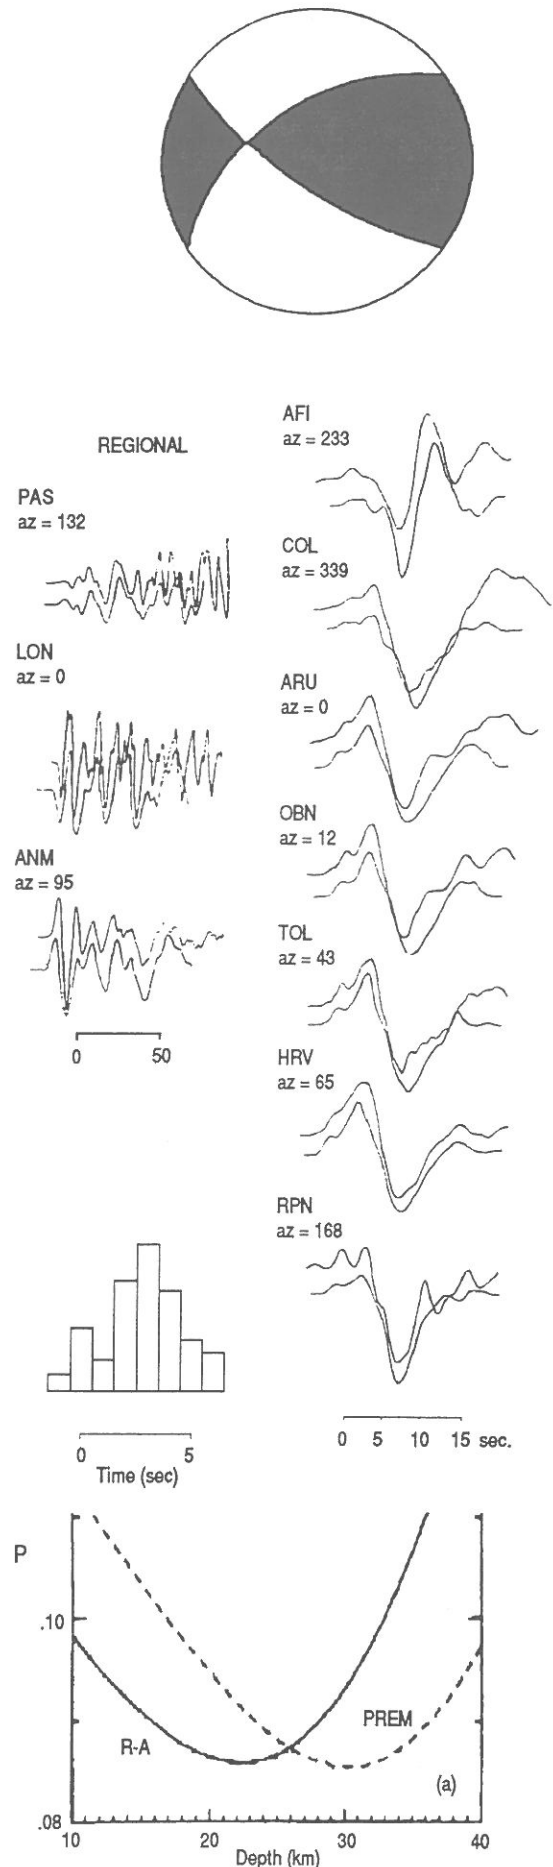 REGIONAL
PAS
az = 132
LON
az = 0
ANM
az = 95
0 50
AFI
az = 233
COL
az = 339
ARU
az = 0
OBN
az = 12
TOL
az = 43
HRV
az = 65
RPN
az = 168
0 5 10 15 sec.
0 5
Time (sec)
P
.10
.08
R-A
PREM
(a)
10 20 30 40
Depth (km)